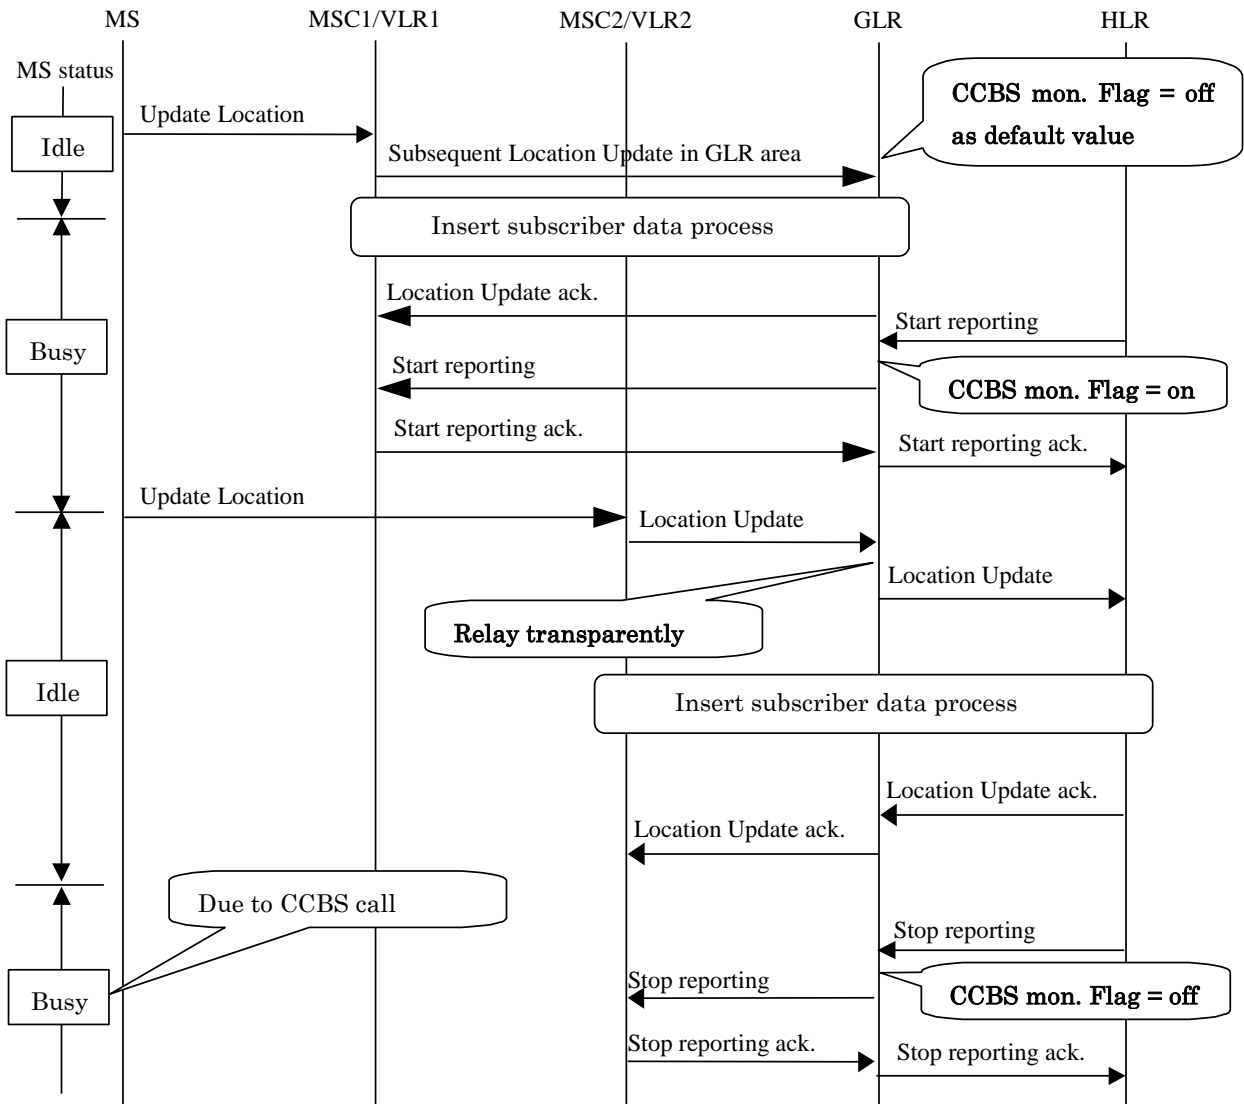 MS MSC1/VLR1 MSC2/VLR2 GLR HLR
MS status
CCBS mon. Flag = off
as default value
Update Location
Idle
Subsequent Location Update in GLR area
Insert subscriber data process
Location Update ack.
Start reporting
Busy
Start reporting
CCBS mon. Flag = on
Start reporting ack.
Start reporting ack.
Update Location
Location Update
Location Update
Relay transparently
Idle
Insert subscriber data process
Location Update ack.
Location Update ack.
Due to CCBS call
Stop reporting
Stop reporting
CCBS mon. Flag = off
Busy
Stop reporting ack.
Stop reporting ack.